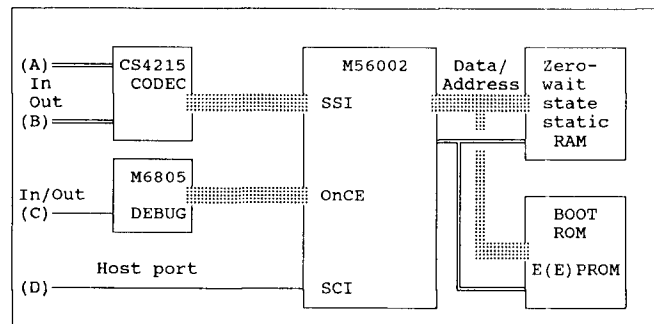 (A)
In
Out
(B)
CS4215
CODEC
M56002
SSI
Data/
Address
Zero-
wait
state
static
RAM
In/Out
(C)
M6805
DEBUG
OnCE
BOOT
ROM
E(E)PROM
Host port
(D)
SCI